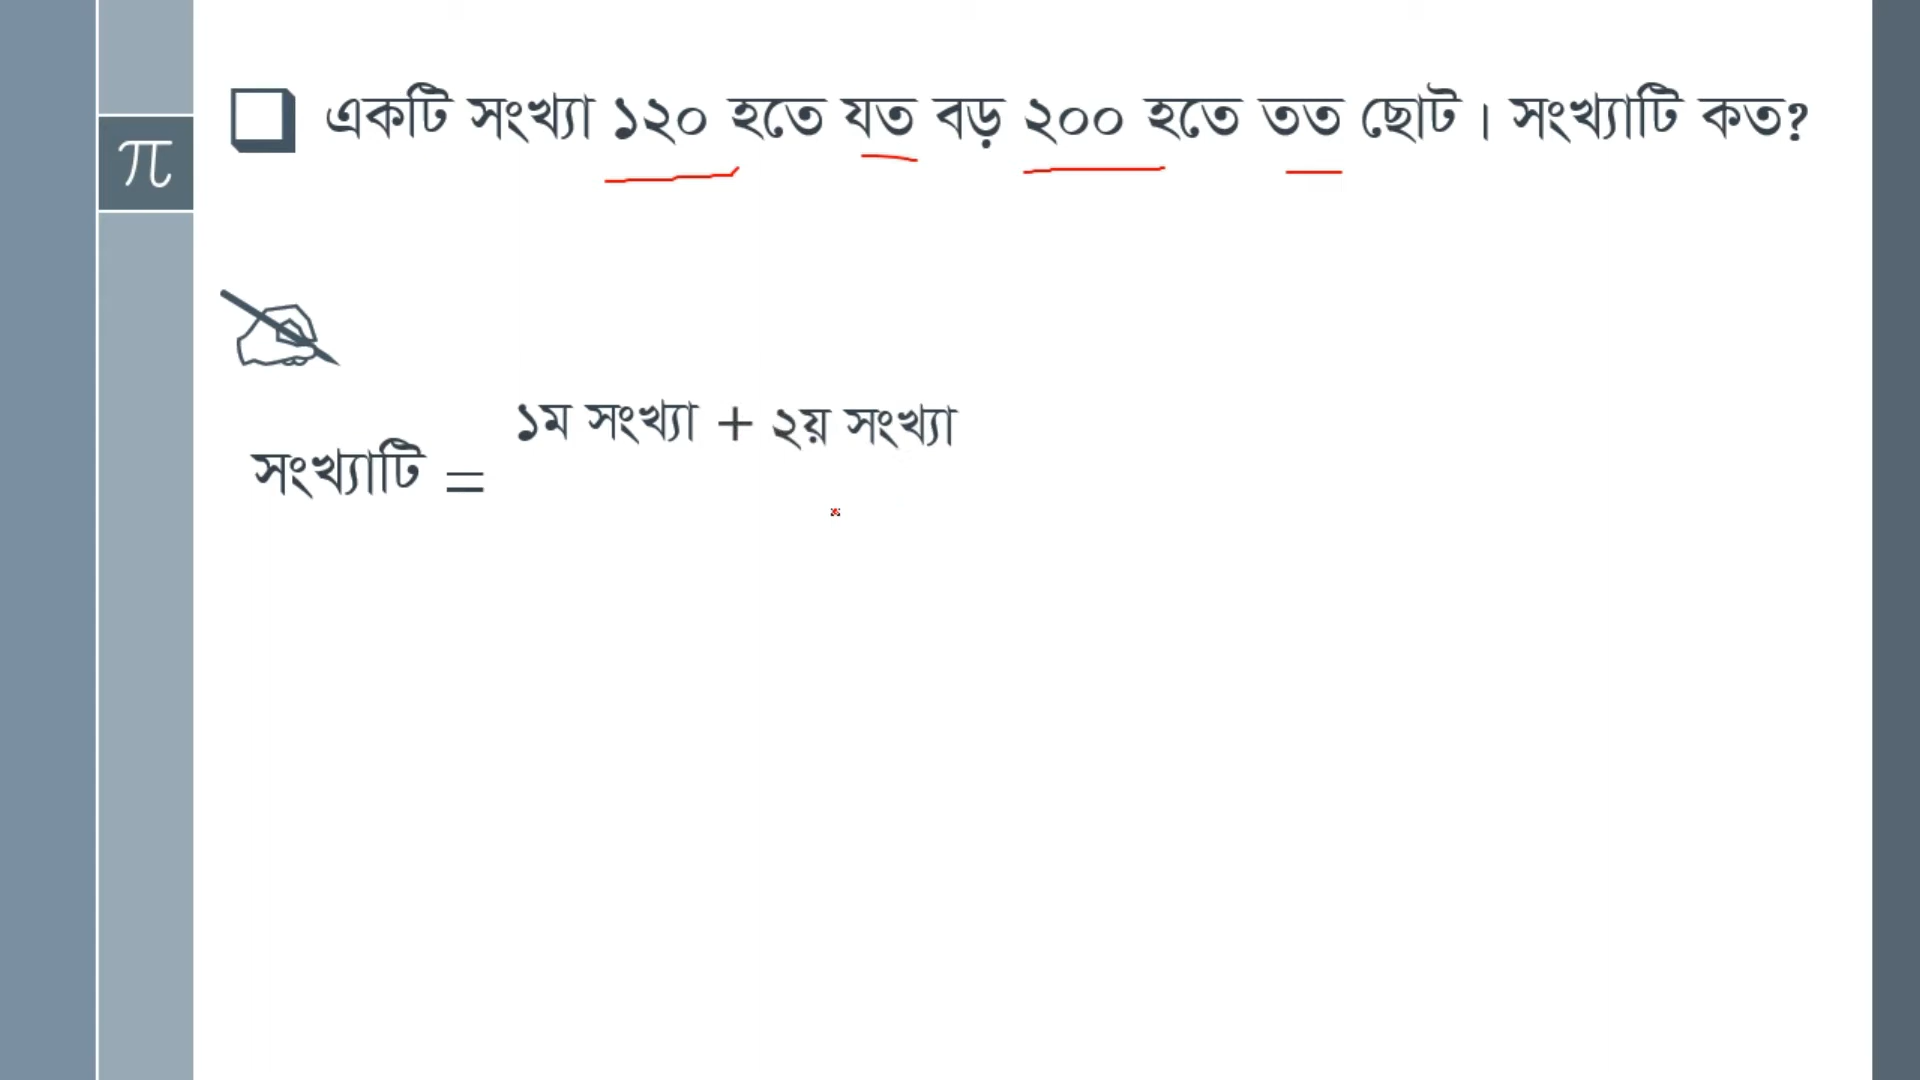 একটি সংখ্যা ১২০ হতে যত বড় ২০০ হতে তত ছোট। সংখ্যাটি কত?
π
১ম সংখ্যা + ২য় সংখ্যা
সংখ্যাটি =